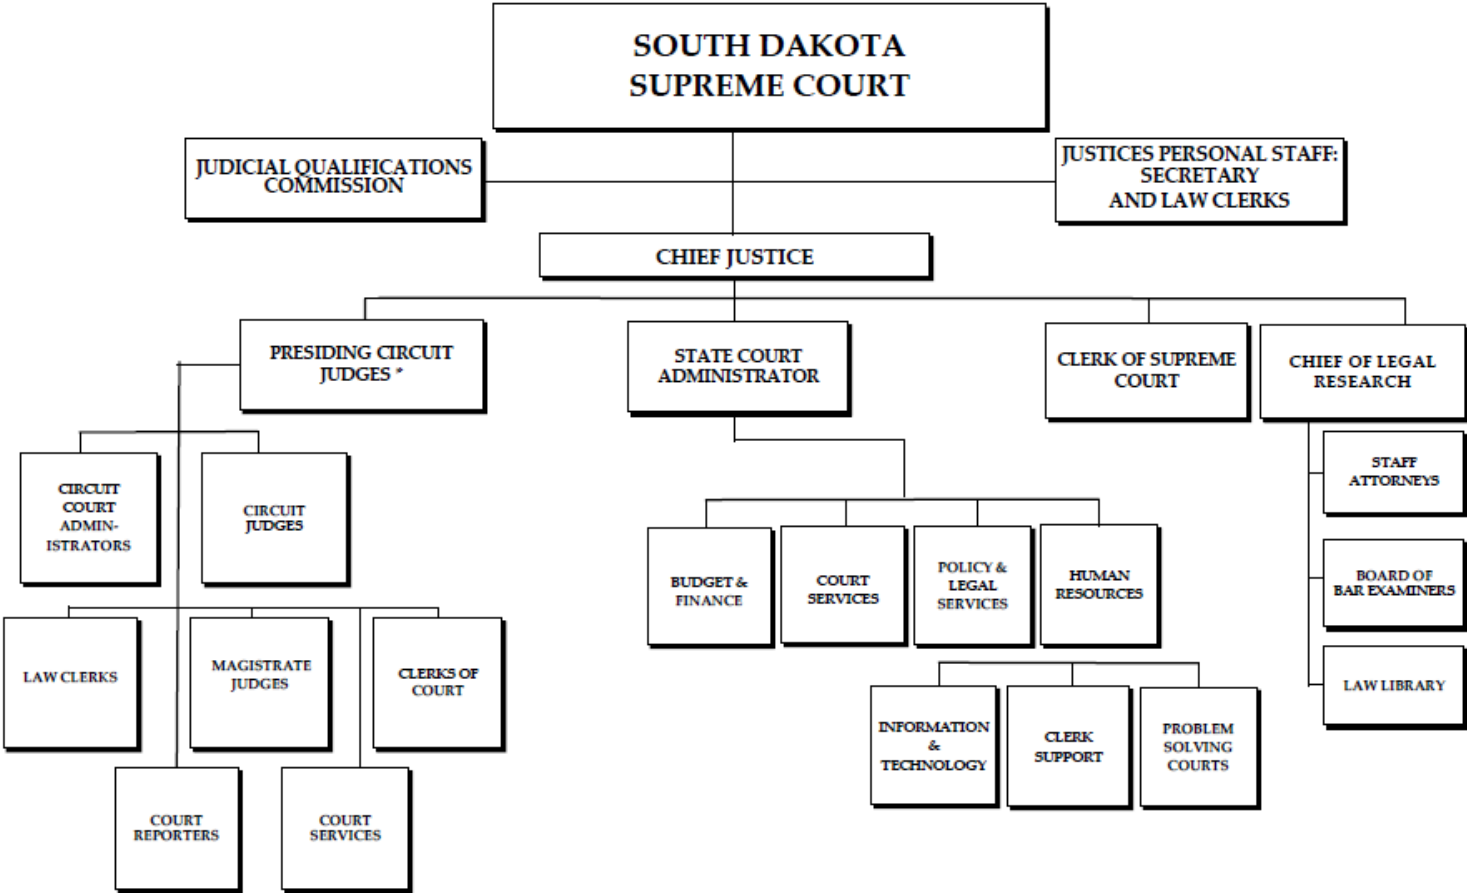 SOUTH DAKOTA
SUPREME COURT
JUDICIAL QUALIFICATIONS
COMMISSION
JUSTICES PERSONAL STAFF:
SECRETARY
AND LAW CLERKS
CHIEF JUSTICE
PRESIDING CIRCUIT
JUDGES *
STATE COURT
ADMINISTRATOR
CLERK OF SUPREME
COURT
CHIEF OF LEGAL
RESEARCH
CIRCUIT
COURT
ADMIN-
ISTRATORS
CIRCUIT
JUDGES
STAFF
ATTORNEYS
BUDGET &
FINANCE
COURT
SERVICES
POLICY &
LEGAL
SERVICES
HUMAN
RESOURCES
BOARD OF
BAR EXAMINERS
LAW CLERKS
MAGISTRATE
JUDGES
CLERKS OF
COURT
LAW LIBRARY
INFORMATION
&
TECHNOLOGY
CLERK
SUPPORT
PROBLEM
SOLVING
COURTS
COURT
REPORTERS
COURT
SERVICES